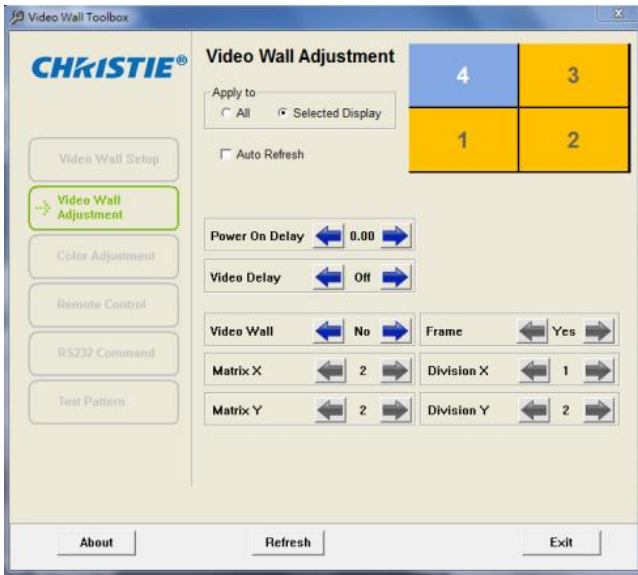 Video Wall Toolbox
CHRISTIE®
Video Wall Adjustment
Apply to
All Selected Display
Auto Refresh
4 3
1 2
Video Wall Setup
Video Wall
Adjustment
Color Adjustment
Remote Control
RS232 Command
Test Pattern
Power On Delay 0.00
Video Delay Off
Video Wall No Frame Yes
Matrix X 2 Division X 1
Matrix Y 2 Division Y 2
About Refresh Exit